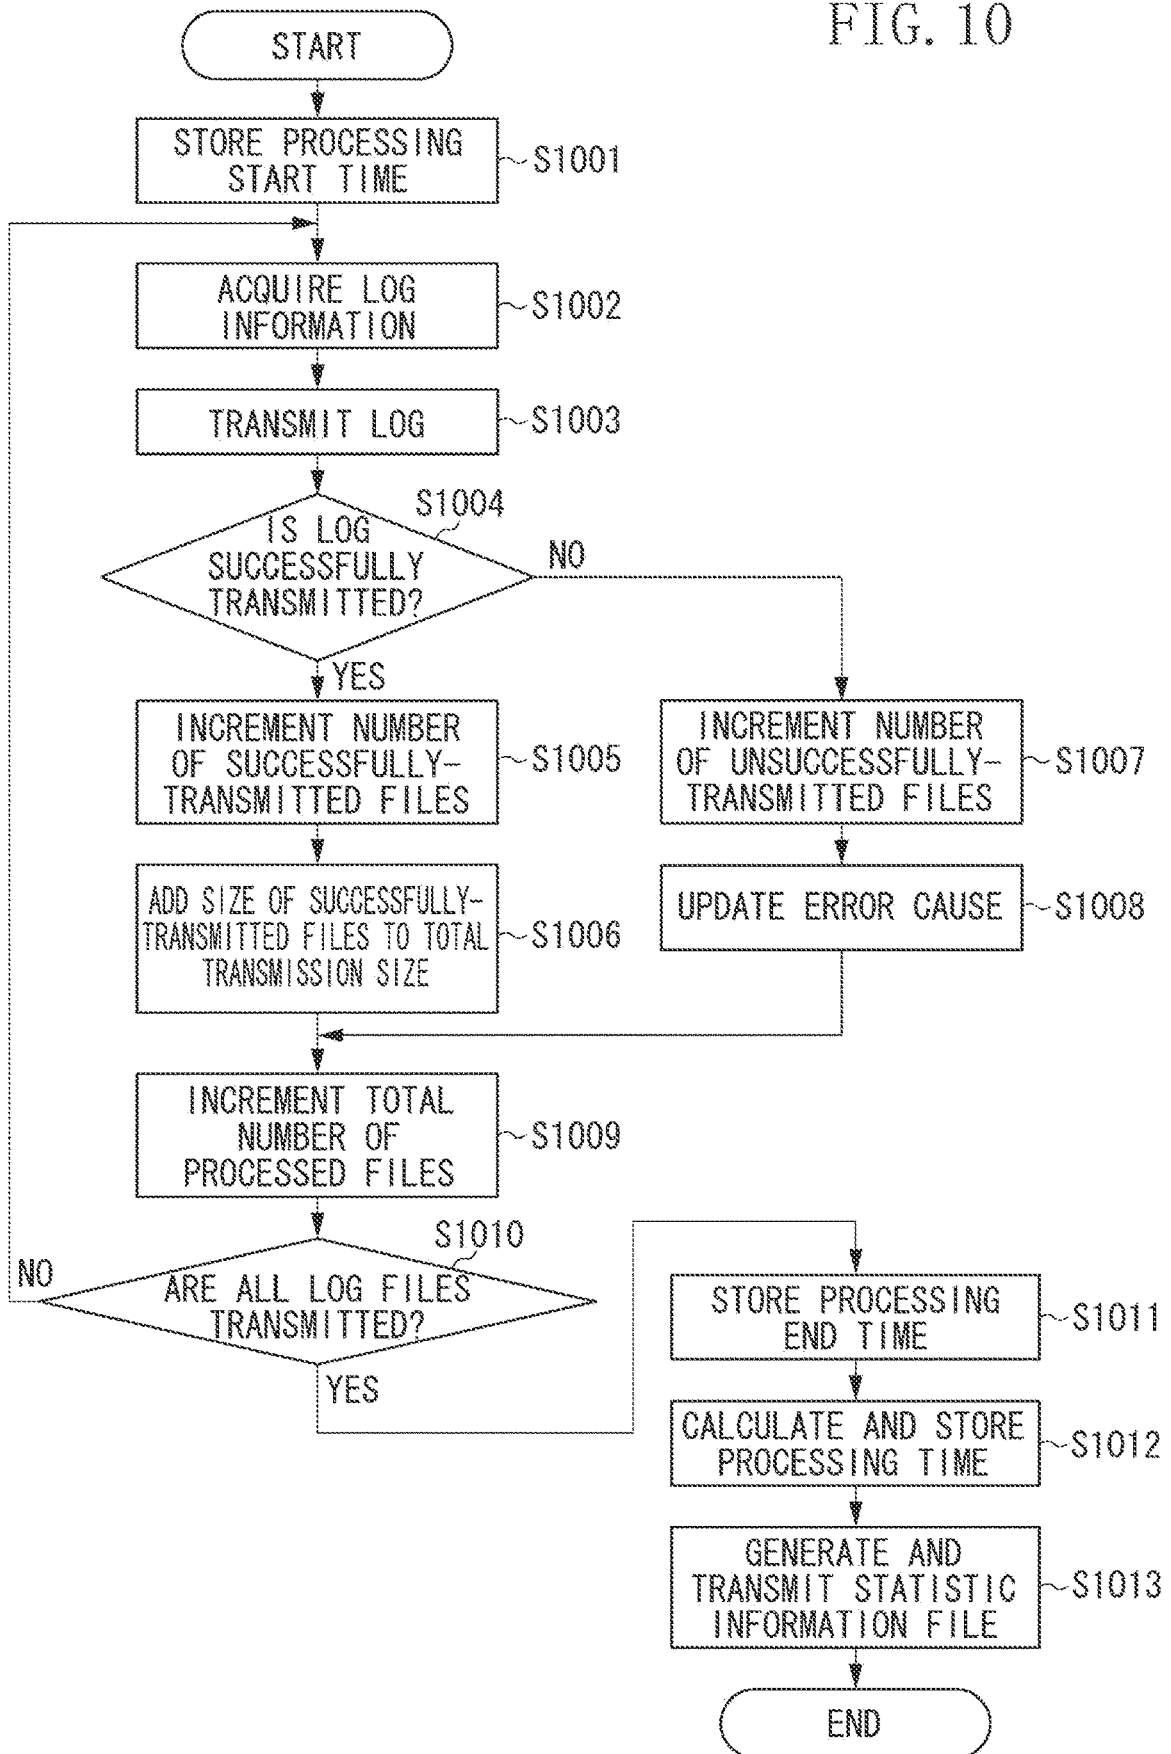 FIG. 10
START
STORE PROCESSING
START TIME
S1001
ACQUIRE LOG
INFORMATION
S1002
TRANSMIT LOG
S1003
S1004
IS LOG
SUCCESSFULLY
TRANSMITTED?
NO
YES
INCREMENT NUMBER
OF SUCCESSFULLY-
TRANSMITTED FILES
S1005
INCREMENT NUMBER
OF UNSUCCESSFULLY-
TRANSMITTED FILES
S1007
ADD SIZE OF SUCCESSFULLY-
TRANSMITTED FILES TO TOTAL
TRANSMISSION SIZE
S1006
UPDATE ERROR CAUSE
S1008
INCREMENT TOTAL
NUMBER OF
PROCESSED FILES
S1009
S1010
NO
ARE ALL LOG FILES
TRANSMITTED?
YES
STORE PROCESSING
END TIME
S1011
CALCULATE AND STORE
PROCESSING TIME
S1012
GENERATE AND
TRANSMIT STATISTIC
INFORMATION FILE
S1013
END